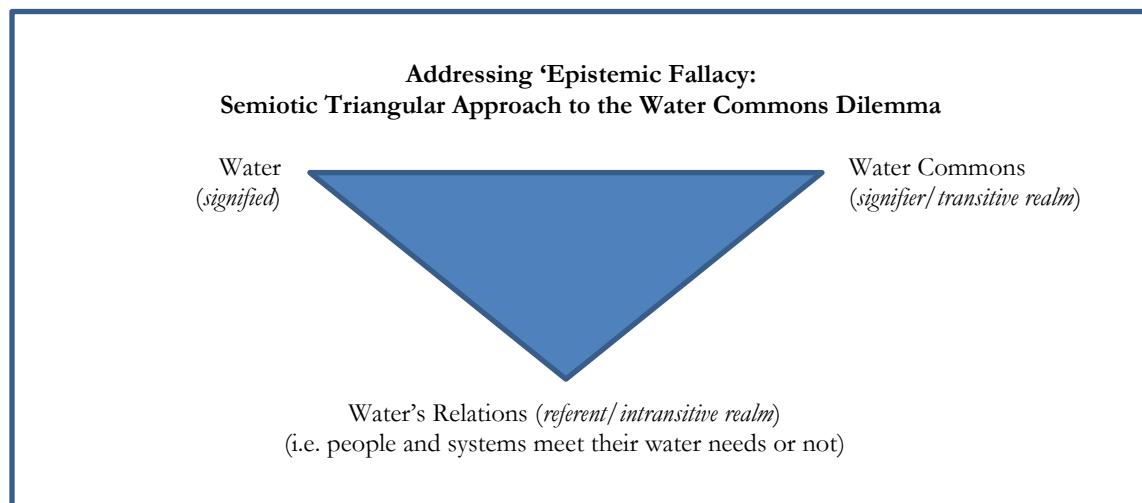 Addressing ‘Epistemic Fallacy:
Semiotic Triangular Approach to the Water Commons Dilemma
Water
(signified)
Water Commons
(signifier/transitive realm)
Water’s Relations (referent/intransitive realm)
(i.e. people and systems meet their water needs or not)